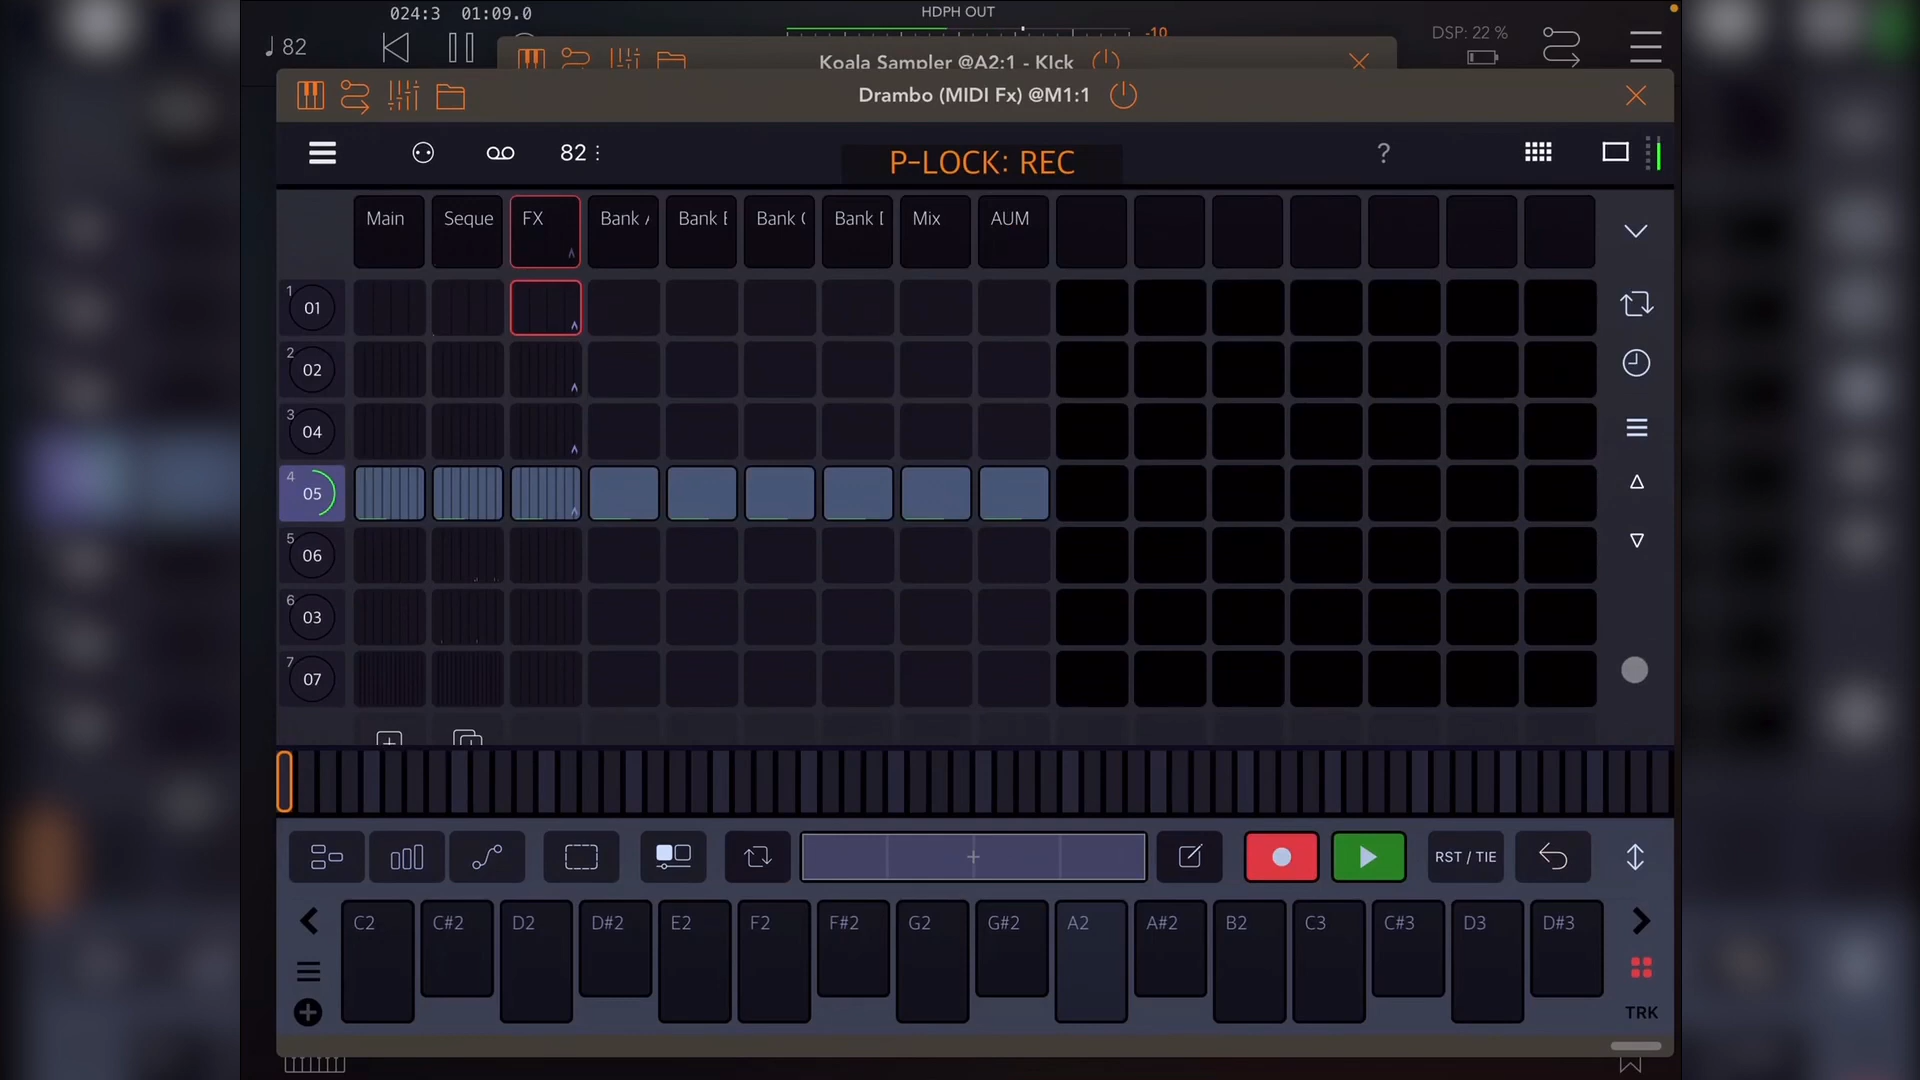 024:3 01:09.0
HDPH OUT
♩ 82
-10
DSP: 22 %
Koala Sampler @A2:1 - KIck
Drambo (MIDI Fx) @M1:1
82
P-LOCK: REC
?
Main Seque FX Bank A Bank B Bank C Bank D Mix AUM
1 01
2 02
3 04
4 05
5 06
6 03
7 07
RST / TIE
C2 C#2 D2 D#2 E2 F2 F#2 G2 G#2 A2 A#2 B2 C3 C#3 D3 D#3
TRK